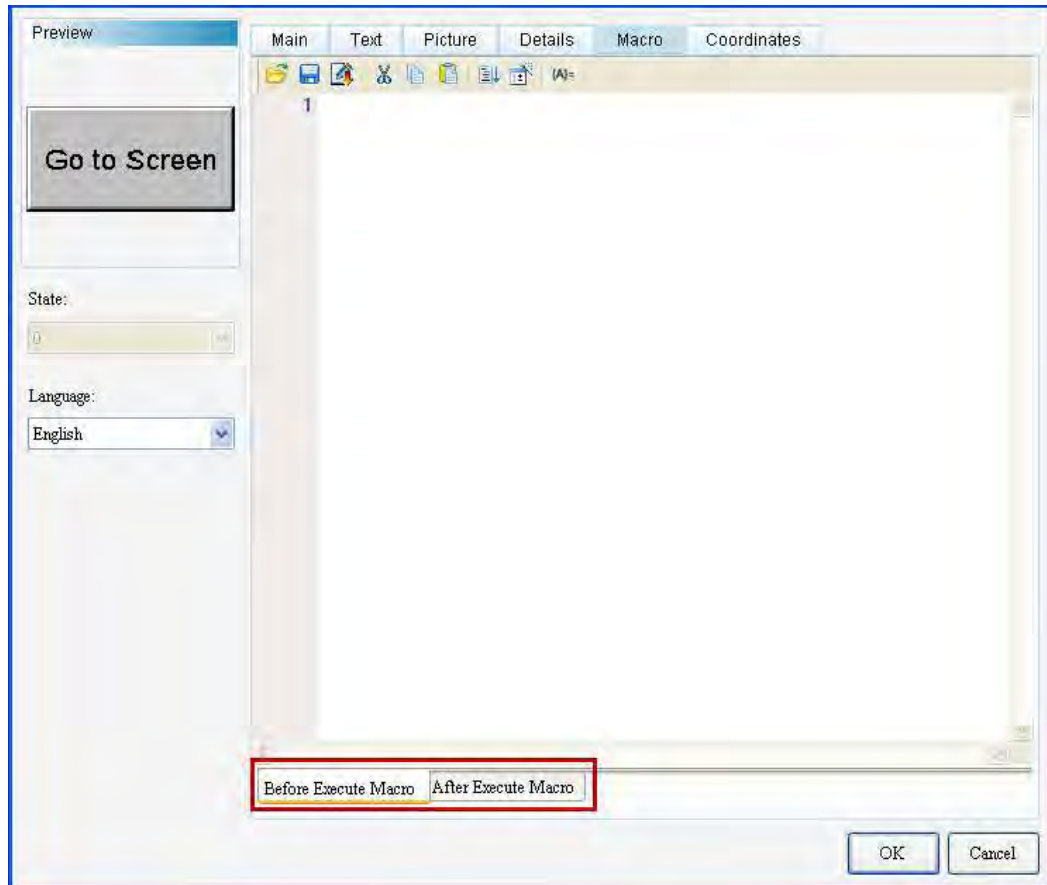 Preview
Main Text Picture Details Macro Coordinates
(A)=
1
Go to Screen
State:
0
Language:
English
Before Execute Macro After Execute Macro
OK Cancel